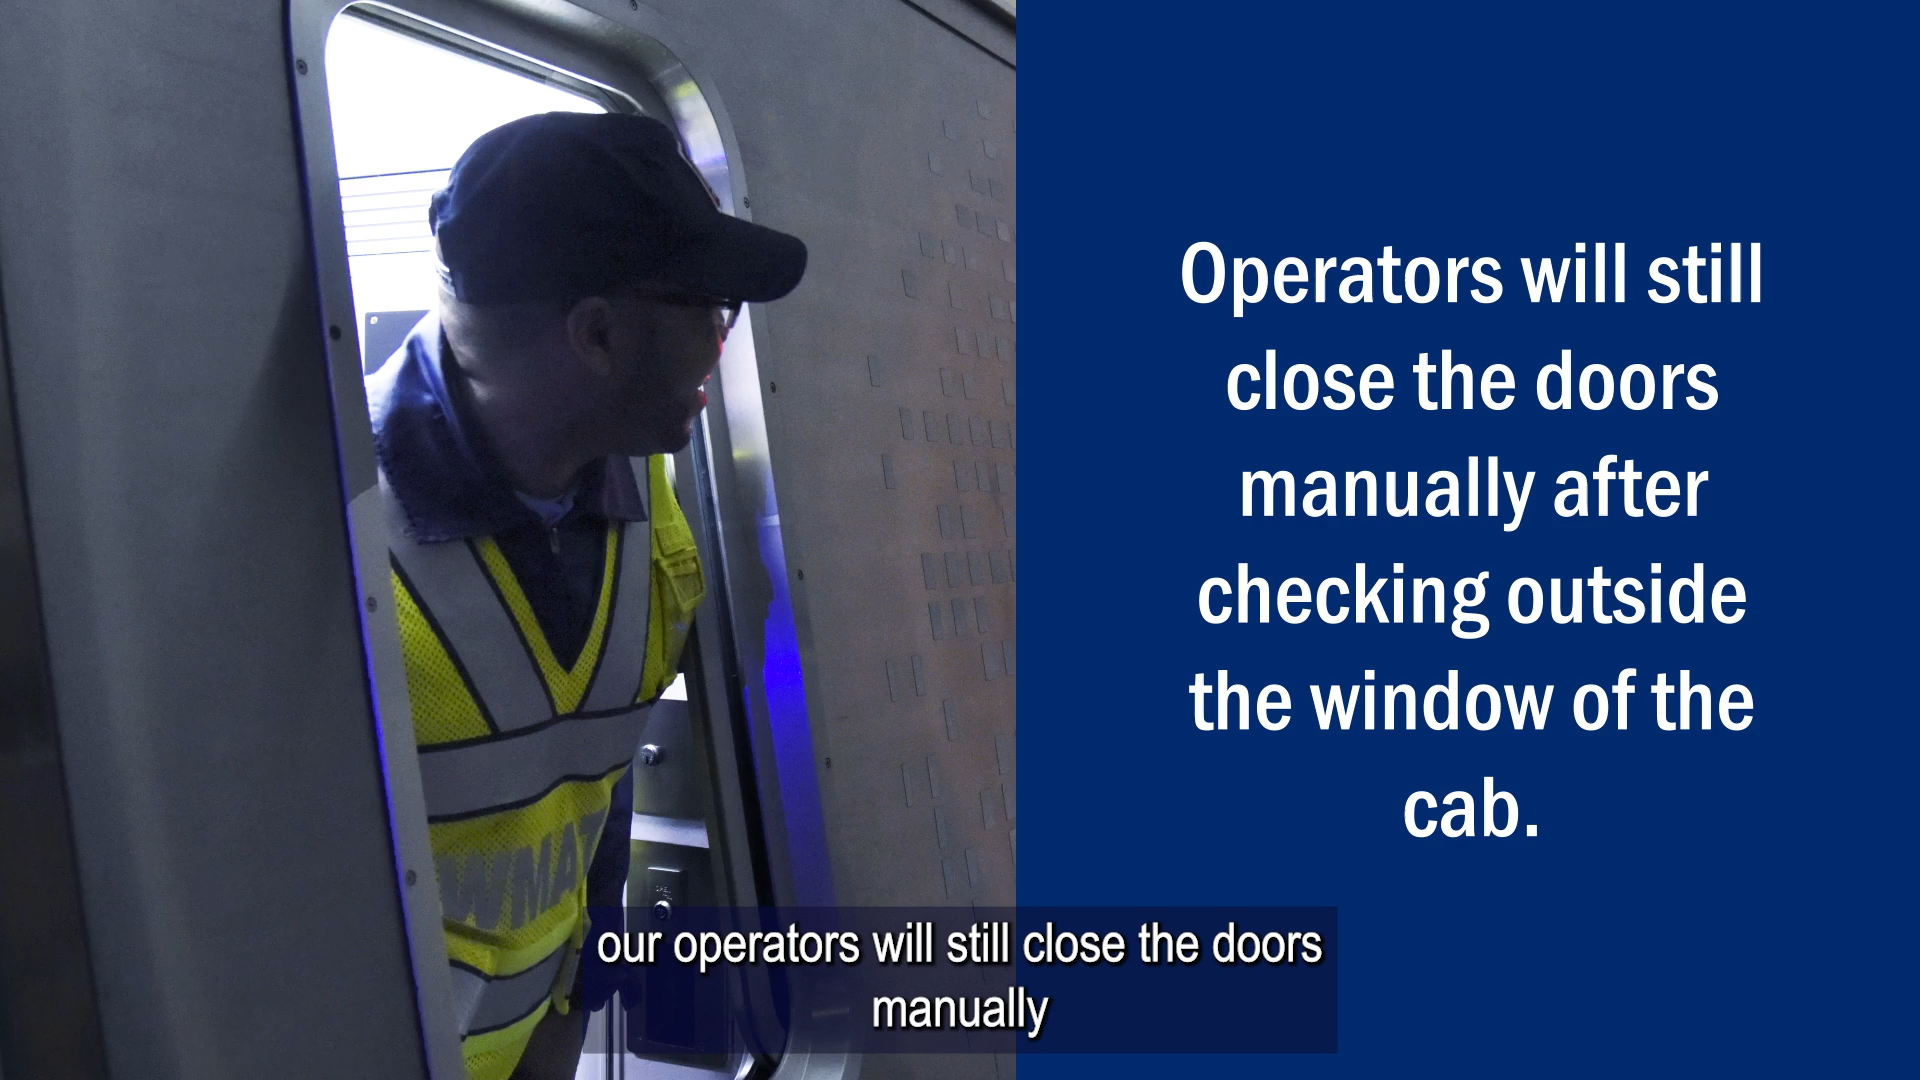 Operators will still
close the doors
manually after
checking outside
the window of the
cab.
WMAT
our operators will still close the doors
manually